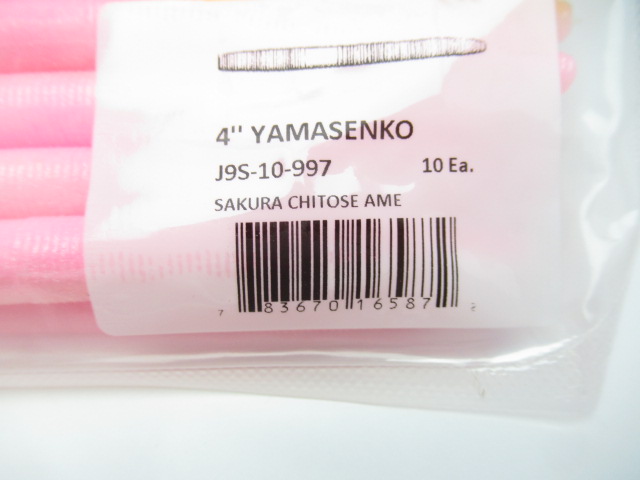 4'' YAMASENKO
J9S-10-997 10 Ea.
SAKURA CHITOSE AME
7 83670 16587 2